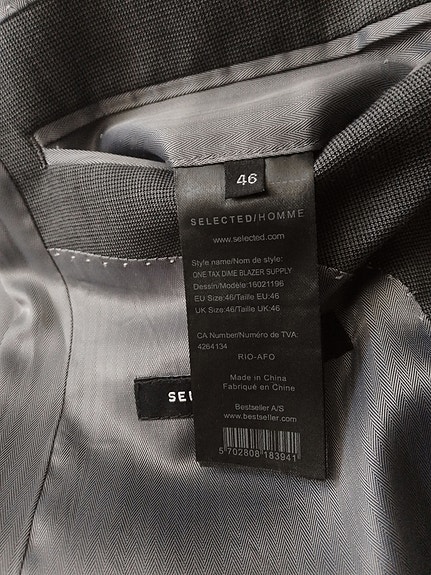 46
SELECTED/HOMME
www.selected.com
Style name/Nom de style:
ONE TAX DIME BLAZER SUPPLY
Dessin/Modèle:16021196
EU Size:46/Taille EU:46
UK Size:46/Taille UK:46
CA Number/Numéro de TVA
4264134
RIO-AFO
Made in China
Fabriqué en Chine
SEL
Bestseller A/S
www.bestseller.com
5 702808 183941